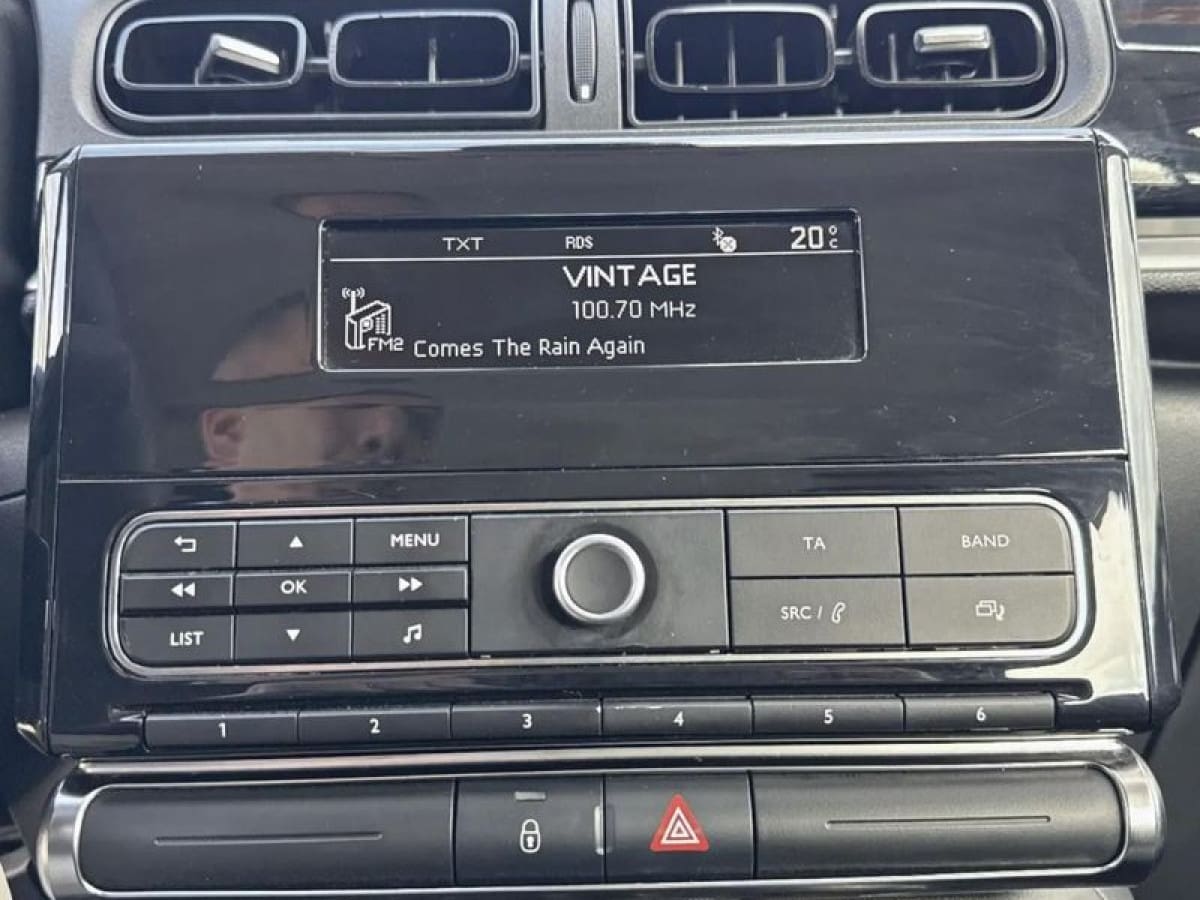 TXT RDS 20°C
VINTAGE
100.70 MHz
FM2 Comes The Rain Again
MENU
TA BAND
OK
SRC /
LIST
1 2 3 4 5 6